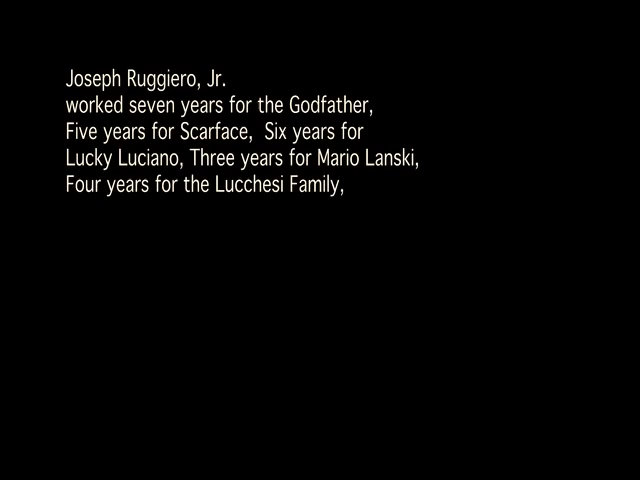 Joseph Ruggiero, Jr.
worked seven years for the Godfather,
Five years for Scarface,  Six years for
Lucky Luciano, Three years for Mario Lanski,
Four years for the Lucchesi Family,